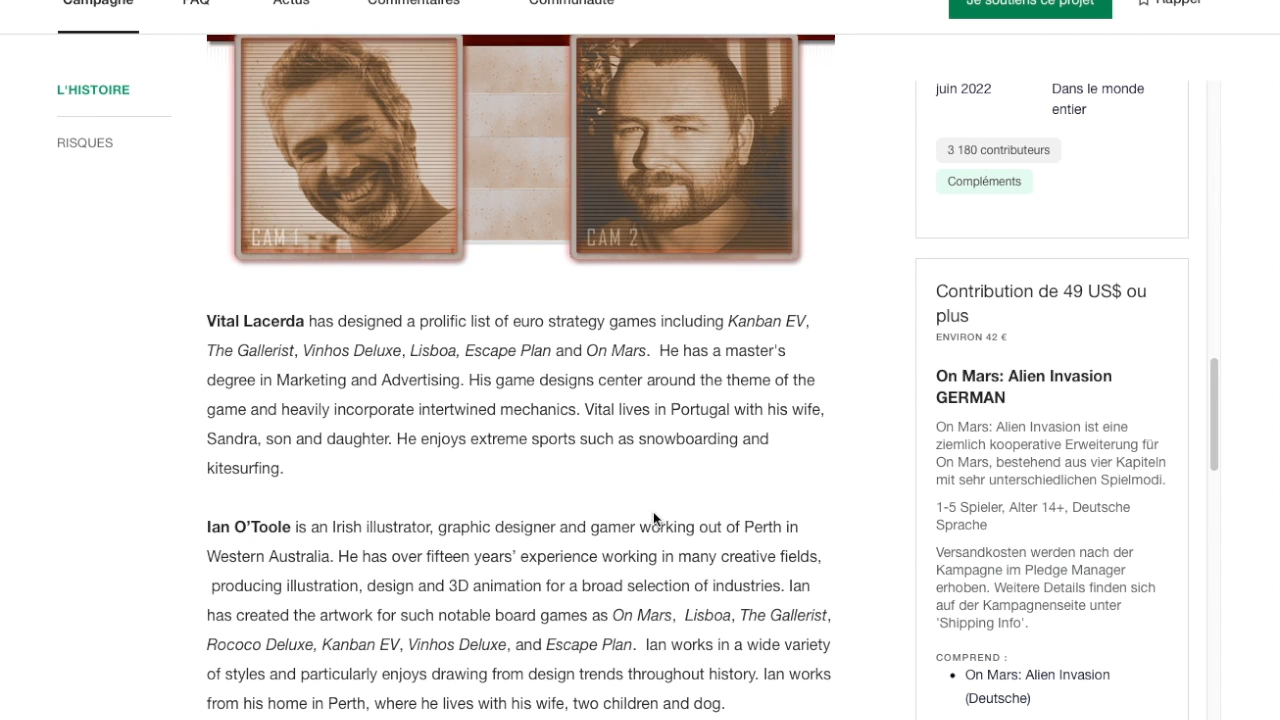 Campagne FAQ Actus Commentaires Communauté
Je soutiens ce projet Rappel
L'HISTOIRE
RISQUES
CAM 1
CAM 2
Vital Lacerda has designed a prolific list of euro strategy games including Kanban EV,
The Gallerist, Vinhos Deluxe, Lisboa, Escape Plan and On Mars. He has a master's
degree in Marketing and Advertising. His game designs center around the theme of the
game and heavily incorporate intertwined mechanics. Vital lives in Portugal with his wife,
Sandra, son and daughter. He enjoys extreme sports such as snowboarding and
kitesurfing.
Ian O’Toole is an Irish illustrator, graphic designer and gamer working out of Perth in
Western Australia. He has over fifteen years’ experience working in many creative fields,
producing illustration, design and 3D animation for a broad selection of industries. Ian
has created the artwork for such notable board games as On Mars, Lisboa, The Gallerist,
Rococo Deluxe, Kanban EV, Vinhos Deluxe, and Escape Plan. Ian works in a wide variety
of styles and particularly enjoys drawing from design trends throughout history. Ian works
from his home in Perth, where he lives with his wife, two children and dog.
juin 2022
Dans le monde
entier
3 180 contributeurs
Compléments
Contribution de 49 US$ ou
plus
ENVIRON 42 €
On Mars: Alien Invasion
GERMAN
On Mars: Alien Invasion ist eine
ziemlich kooperative Erweiterung für
On Mars, bestehend aus vier Kapiteln
mit sehr unterschiedlichen Spielmodi.
1-5 Spieler, Alter 14+, Deutsche
Sprache
Versandkosten werden nach der
Kampagne im Pledge Manager
erhoben. Weitere Details finden sich
auf der Kampagnenseite unter
'Shipping Info'.
COMPREND :
On Mars: Alien Invasion
(Deutsche)